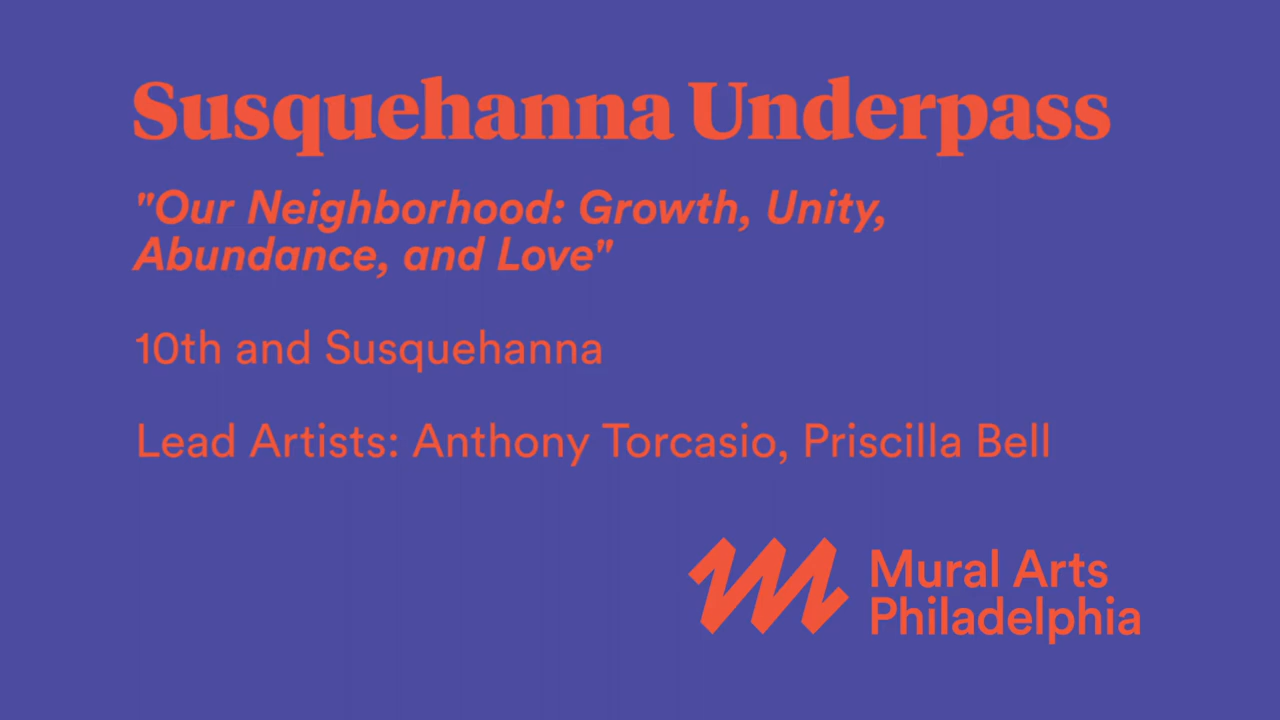 Susquehanna Underpass
"Our Neighborhood: Growth, Unity,
Abundance, and Love"
10th and Susquehanna
Lead Artists: Anthony Torcasio, Priscilla Bell
Mural Arts
Philadelphia